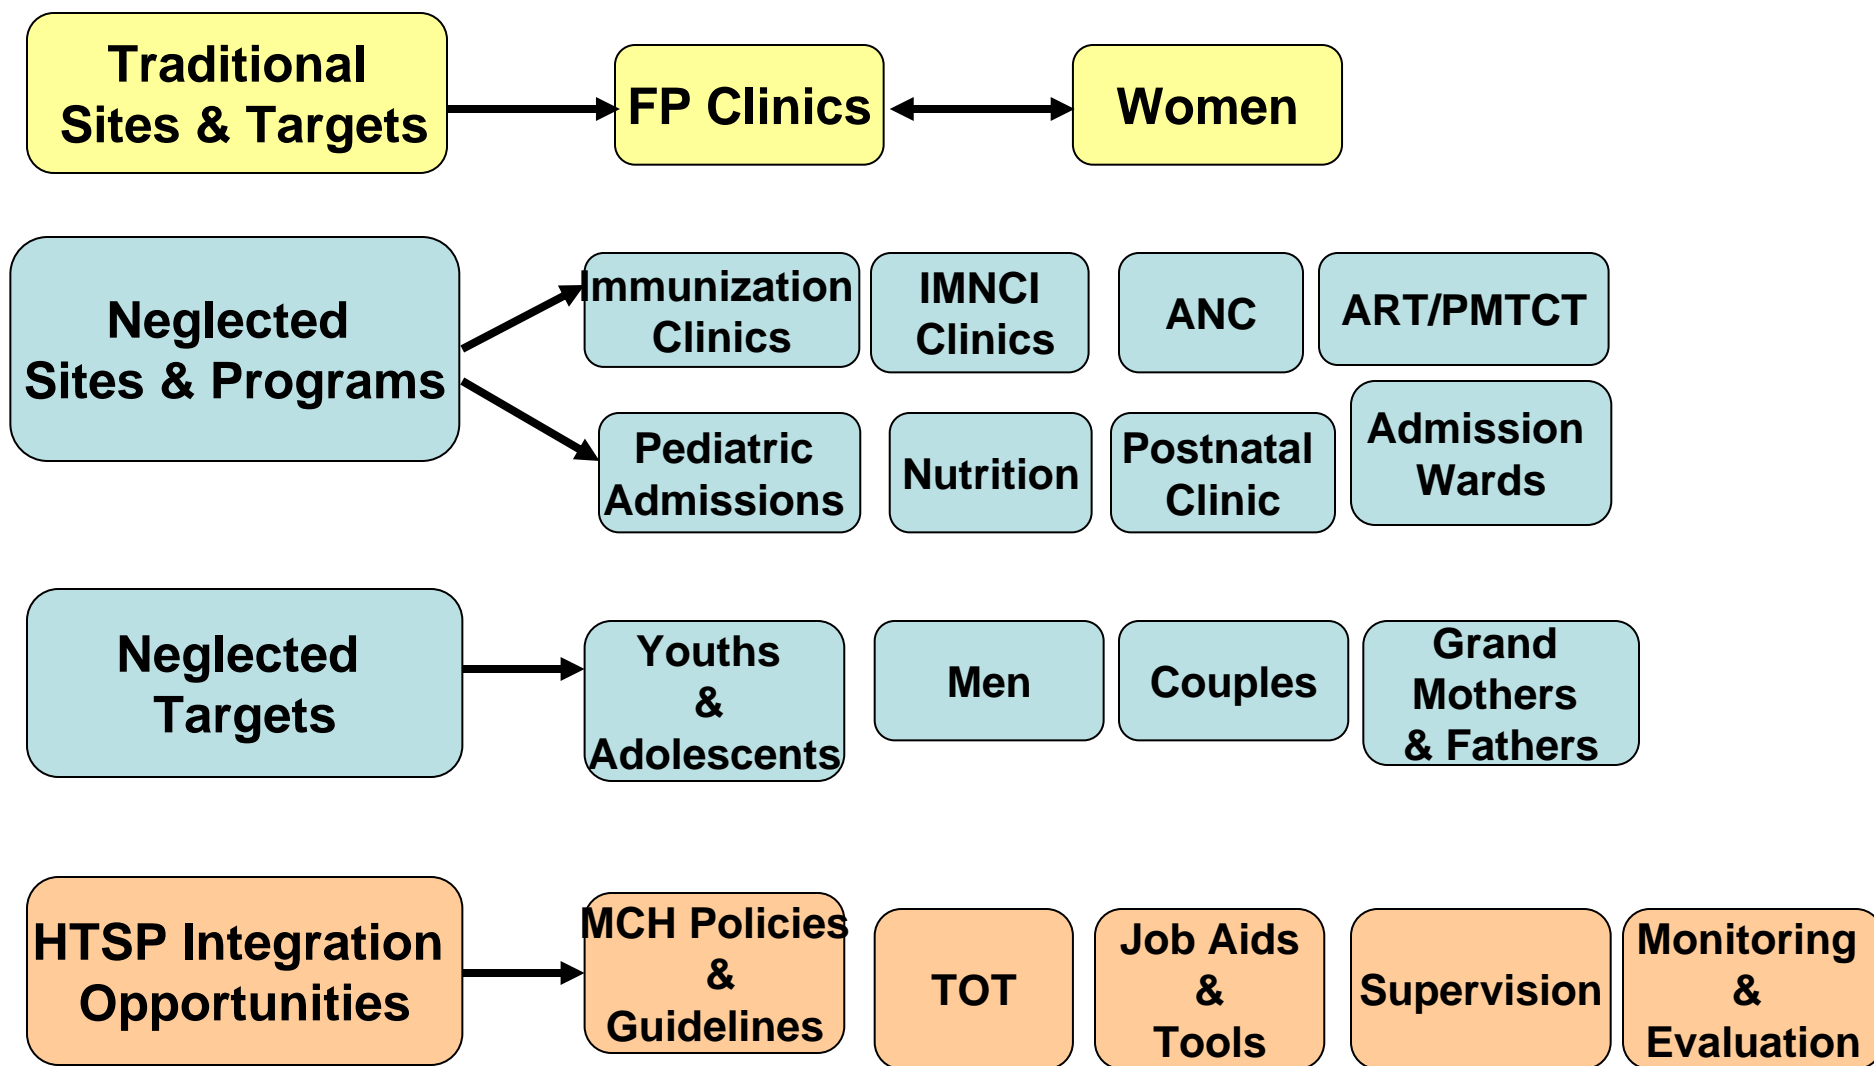 Traditional
Sites & Targets
FP Clinics
Women
Neglected
Sites & Programs
Immunization
Clinics
IMNCI
Clinics
ANC
ART/PMTCT
Pediatric
Admissions
Nutrition
Postnatal
Clinic
Admission
Wards
Neglected
Targets
Youths
&
Adolescents
Men
Couples
Grand
Mothers
& Fathers
HTSP Integration
Opportunities
MCH Policies
&
Guidelines
TOT
Job Aids
&
Tools
Supervision
Monitoring
&
Evaluation